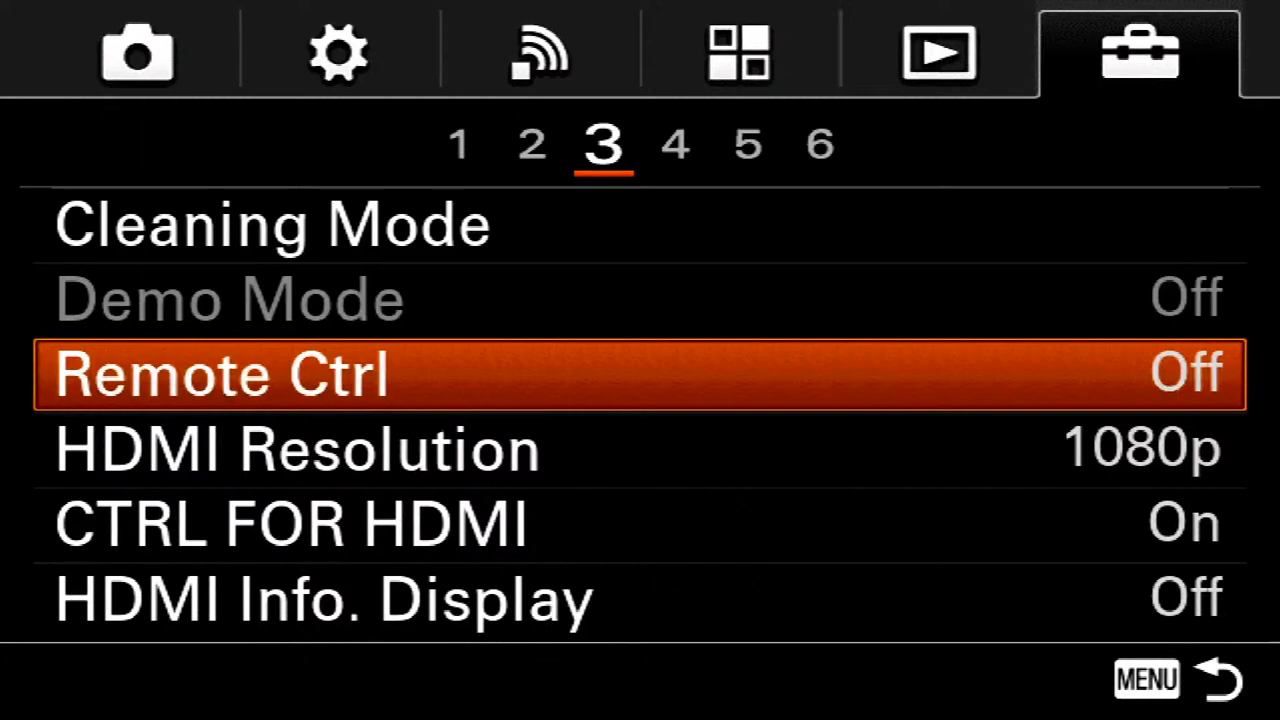 1 2 3 4 5 6
Cleaning Mode
Demo Mode Off
Remote Ctrl Off
HDMI Resolution 1080p
CTRL FOR HDMI On
HDMI Info. Display Off
MENU